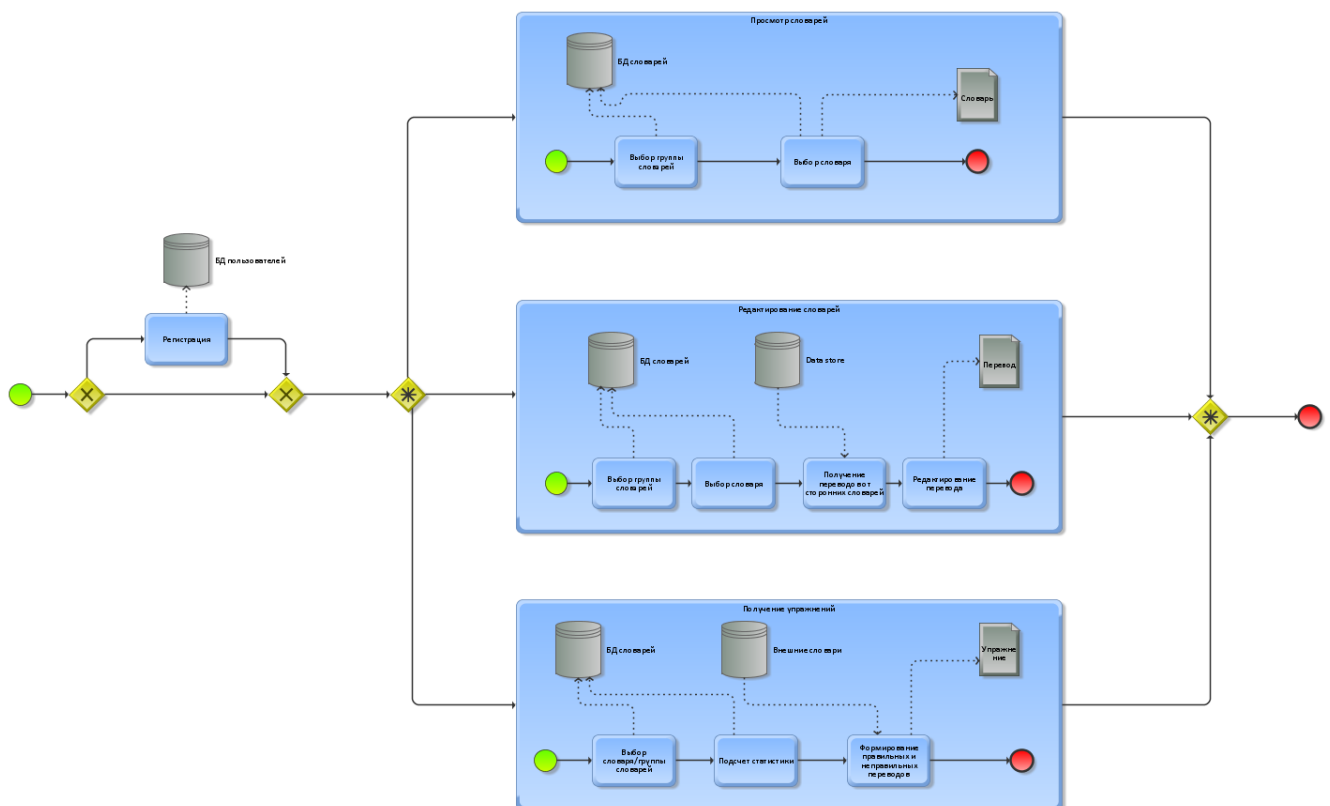 Просмотр словарей
БД словарей
Словарь
Выбор группы
словарей
Выбор словаря
БД пользователей
Регистрация
Редактирование словарей
БД словарей
Data store
Перевод
Выбор группы
словарей
Выбор словаря
Получение
переводов от
сторонних словарей
Редактирование
перевода
Получение упражнений
БД словарей
Внешние словари
Упражне
ние
Выбор
словаря/группы
словарей
Подсчет статистики
Формирование
правильных и
неправильных
переводов